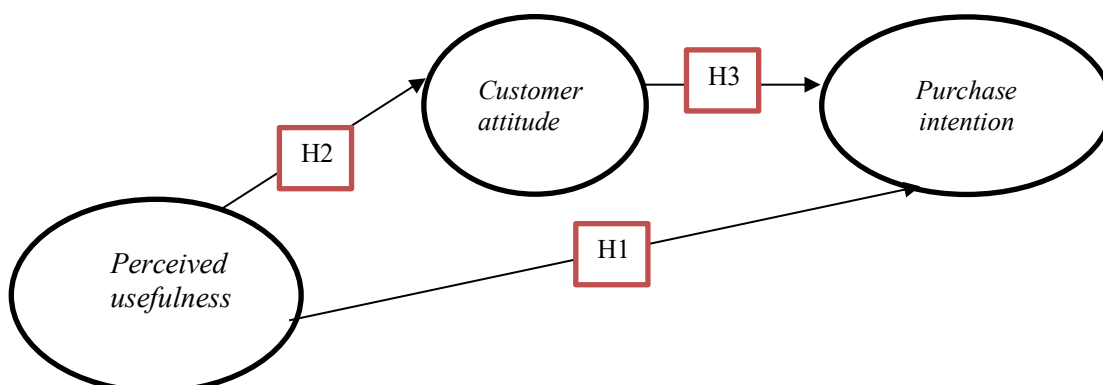 Customer
attitude
H3
Purchase
intention
H2
H1
Perceived
usefulness